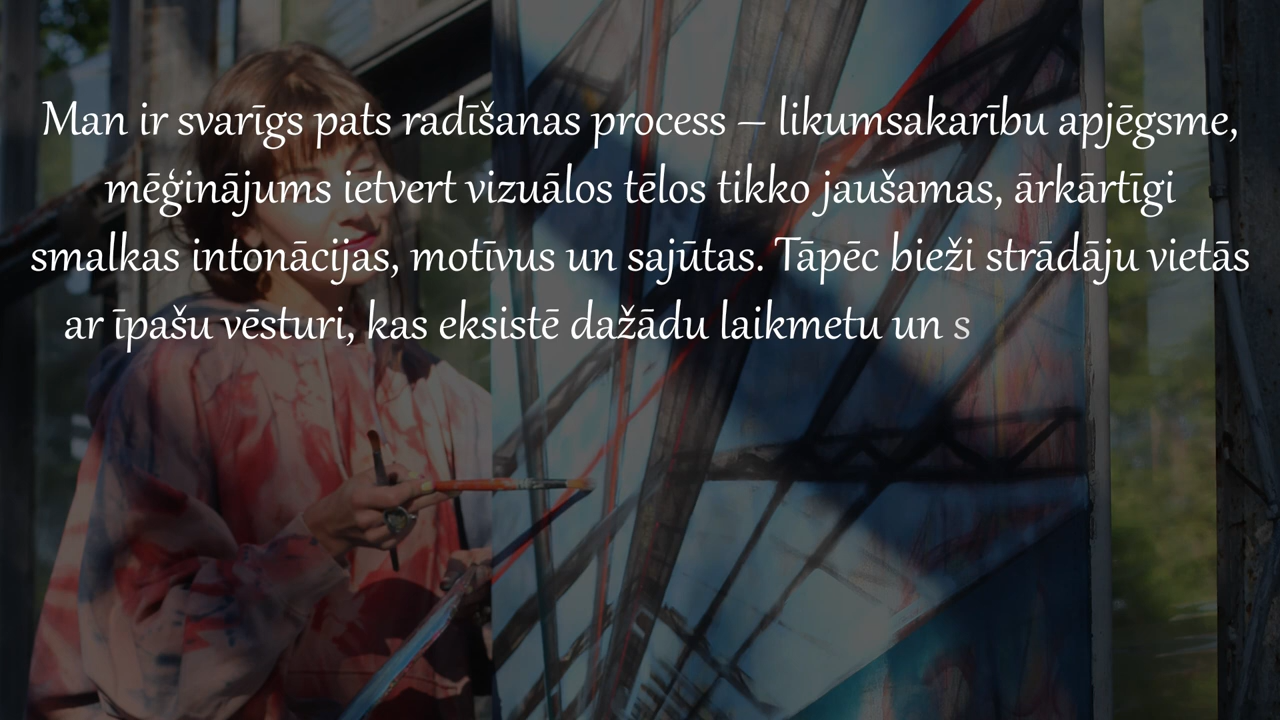 Man ir svarīgs pats radīšanas process – likumsakarību apjēgsme,
mēģinājums ietvert vizuālos tēlos tikko jaušamas, ārkārtīgi
smalkas intonācijas, motīvus un sajūtas. Tāpēc bieži strādāju vietās
ar īpašu vēsturi, kas eksistē dažādu laikmetu un s